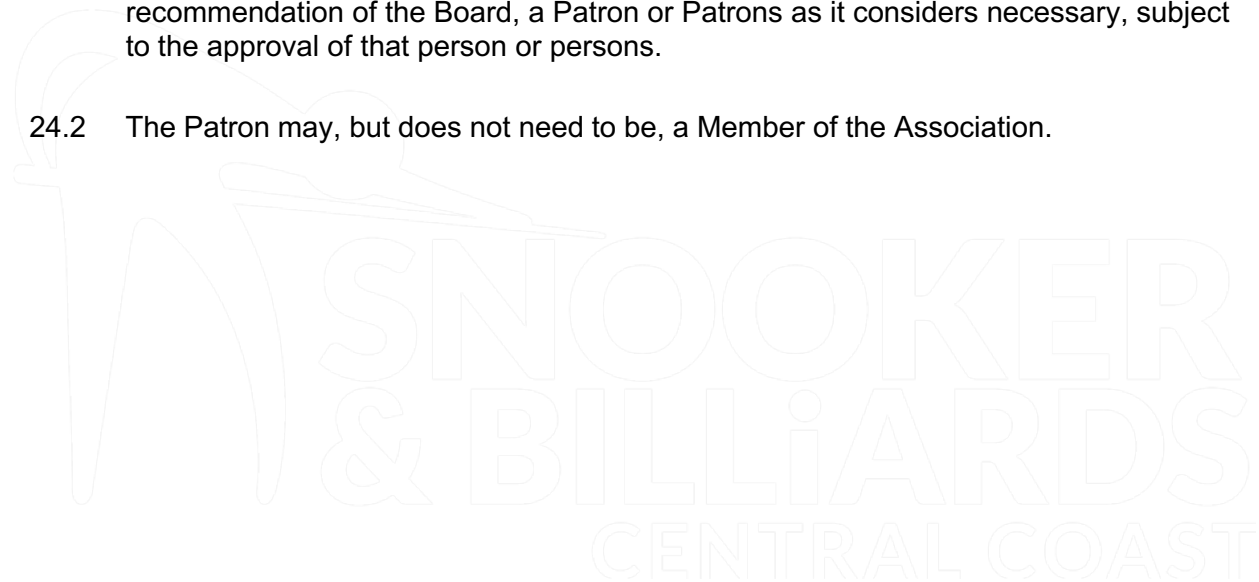 recommendation of the Board, a Patron or Patrons as it considers necessary, subject
to the approval of that person or persons.
24.2 The Patron may, but does not need to be, a Member of the Association.
SNOOKER
& BILLiARDS
CENTRAL COAST